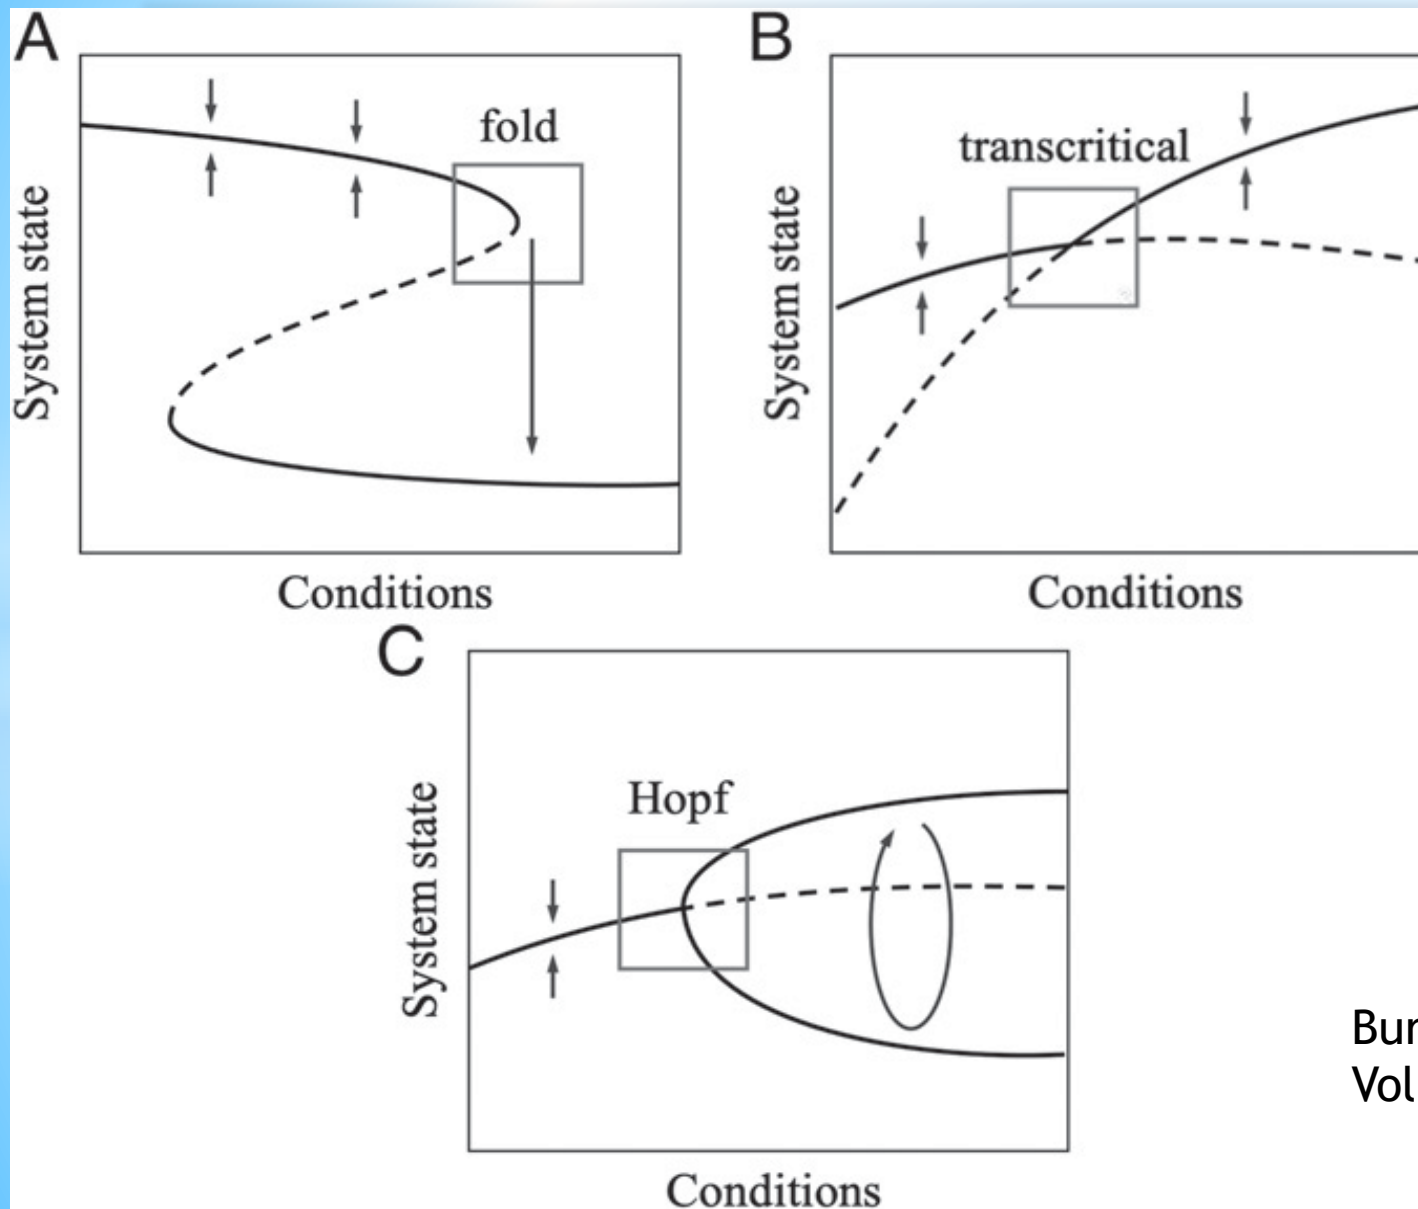 A
fold
System state
Conditions
B
transcritical
System state
Conditions
C
Hopf
System state
Conditions